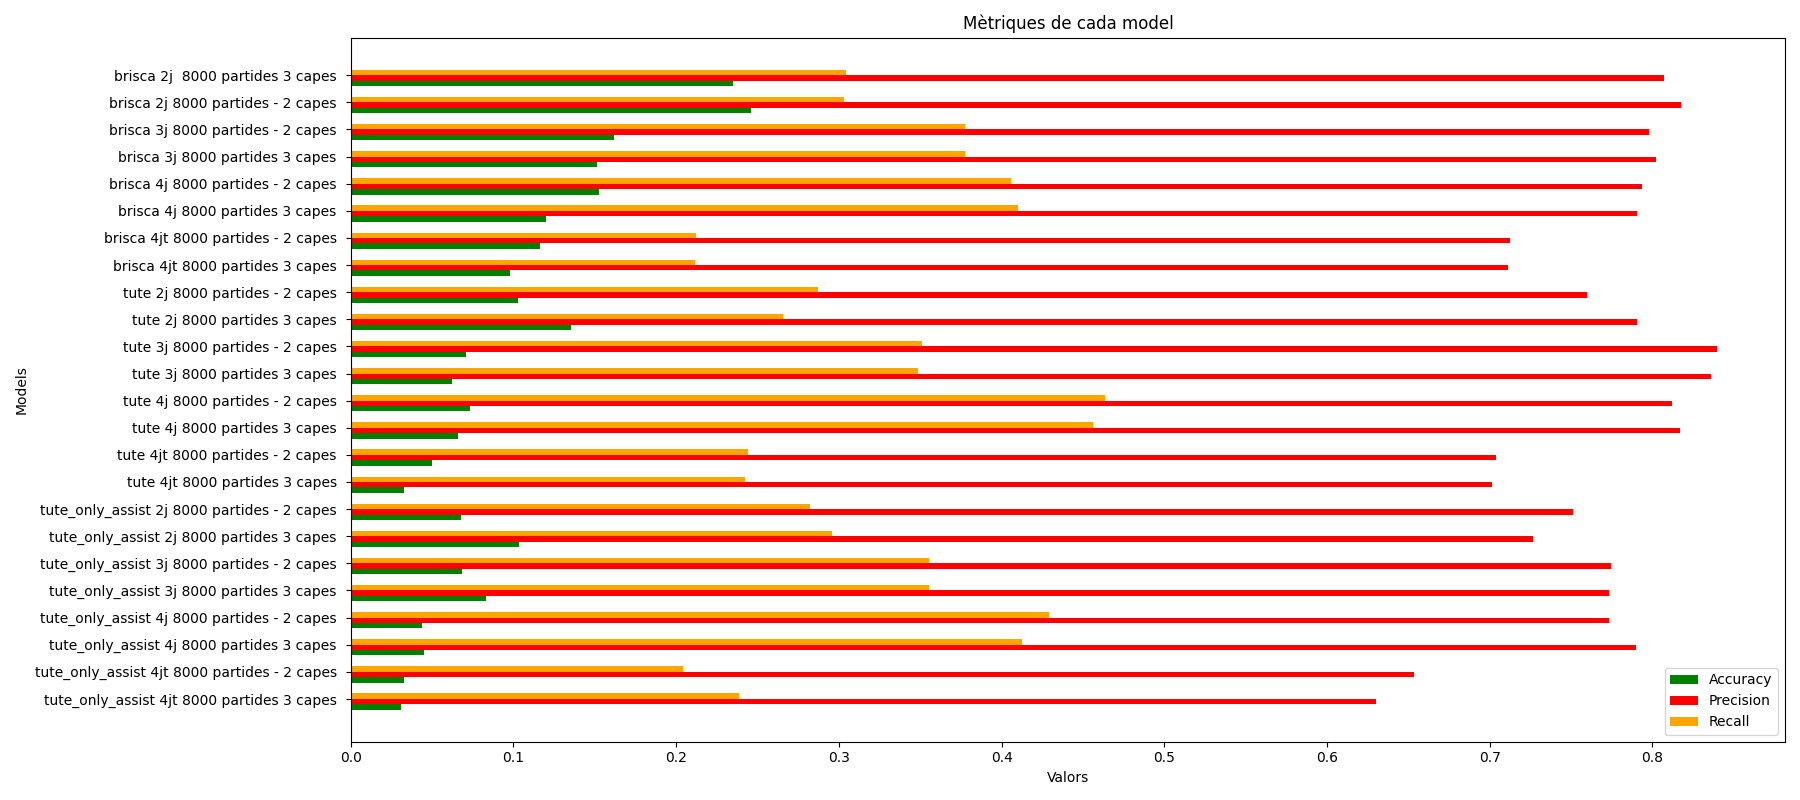 Mètriques de cada model
brisca 2j  8000 partides 3 capes
brisca 2j 8000 partides - 2 capes
brisca 3j 8000 partides - 2 capes
brisca 3j 8000 partides 3 capes
brisca 4j 8000 partides - 2 capes
brisca 4j 8000 partides 3 capes
brisca 4jt 8000 partides - 2 capes
brisca 4jt 8000 partides 3 capes
tute 2j 8000 partides - 2 capes
tute 2j 8000 partides 3 capes
tute 3j 8000 partides - 2 capes
tute 3j 8000 partides 3 capes
tute 4j 8000 partides - 2 capes
tute 4j 8000 partides 3 capes
tute 4jt 8000 partides - 2 capes
tute 4jt 8000 partides 3 capes
tute_only_assist 2j 8000 partides - 2 capes
tute_only_assist 2j 8000 partides 3 capes
tute_only_assist 3j 8000 partides - 2 capes
tute_only_assist 3j 8000 partides 3 capes
tute_only_assist 4j 8000 partides - 2 capes
tute_only_assist 4j 8000 partides 3 capes
tute_only_assist 4jt 8000 partides - 2 capes
tute_only_assist 4jt 8000 partides 3 capes
Models
Accuracy
Precision
Recall
0.0 0.1 0.2 0.3 0.4 0.5 0.6 0.7 0.8
Valors